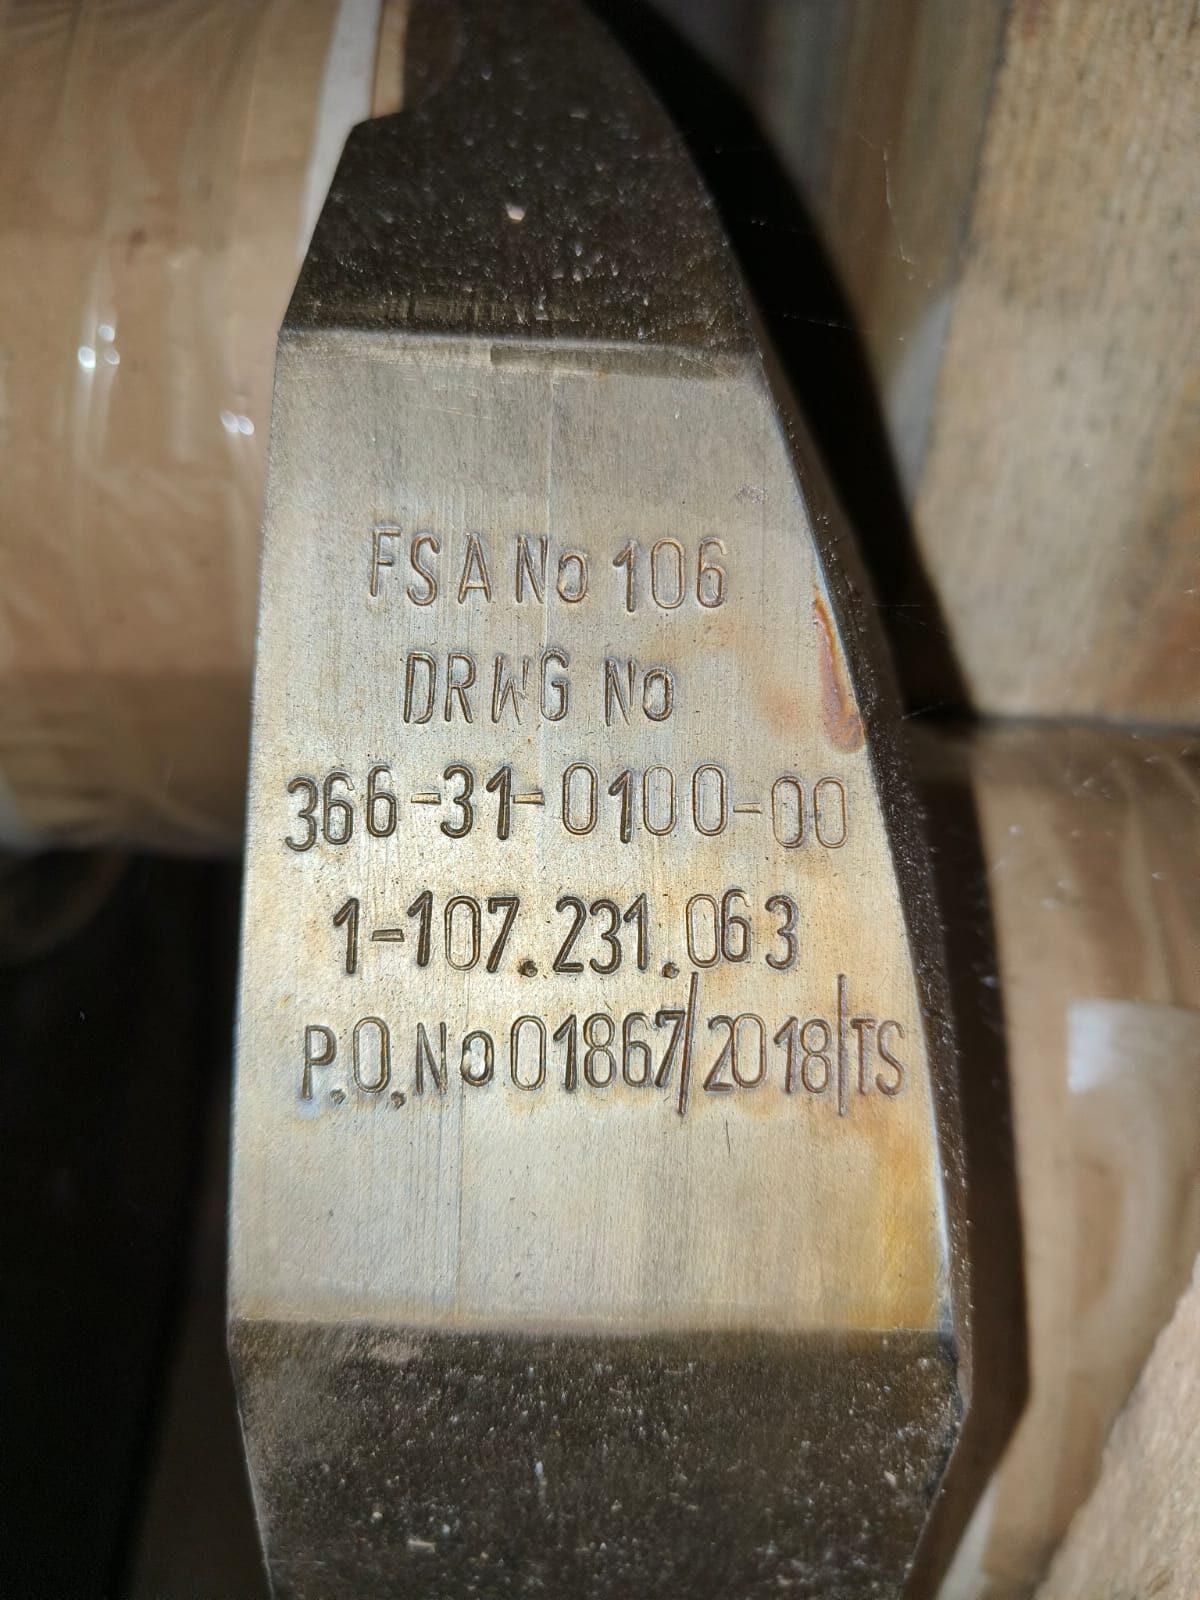 FSA No 106
DRWG No
366-31-0100-00
1-107.231.063
P.O.No 01867/2018/TS